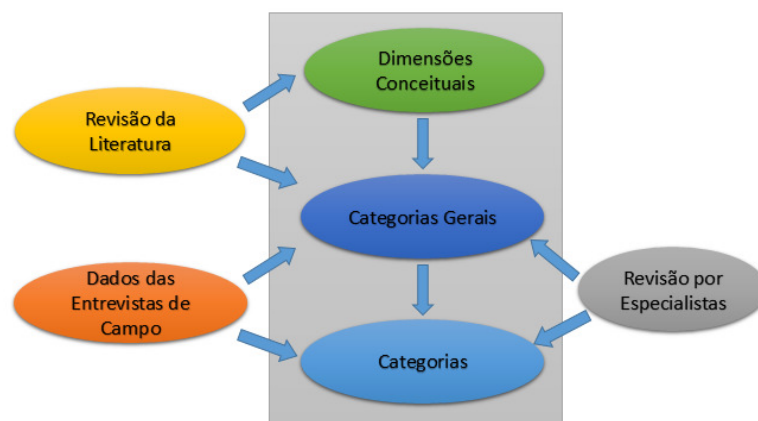 Dimensões
Conceituais
Revisão da
Literatura
Categorias Gerais
Dados das
Entrevistas de
Campo
Revisão por
Especialistas
Categorias